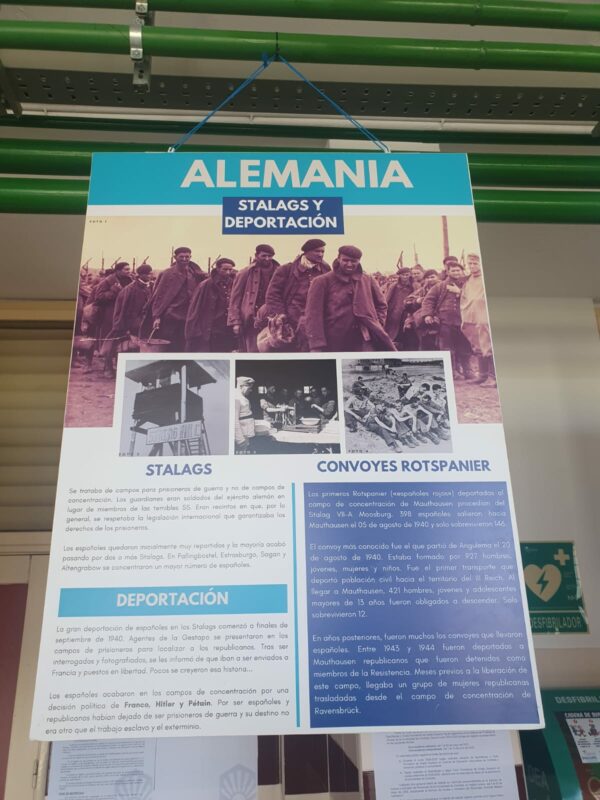 ALEMANIA
STALAGS Y
DEPORTACIÓN
FOTO 1
STALAG
FOTO 2
FOTO 3
FOTO 4
STALAGS
Se trataba de campos para prisioneros de guerra y no de campos de
concentración. Los guardianes eran soldados del ejército alemán en
lugar de miembros de las temibles SS. Eran recintos en que, por lo
general, se respetaba la legislación internacional que garantizaba los
derechos de los prisioneros.
Los españoles quedaron inicialmente muy repartidos y la mayoría acabó
pasando por dos o más Stalags. En Fallingbostel, Estrasburgo, Sagan y
Altengrabow se concentraron un mayor número de españoles.
DEPORTACIÓN
La gran deportación de españoles en los Stalags comenzó a finales de
septiembre de 1940. Agentes de la Gestapo se presentaron en los
campos de prisioneros para localizar a los republicanos. Tras ser
interrogados y fotografiados, se les informó de que iban a ser enviados a
Francia y puestos en libertad. Pocos se creyeron esa historia...
Los españoles acabaron en los campos de concentración por una
decisión política de Franco, Hitler y Pétain. Por ser españoles y
republicanos habían dejado de ser prisioneros de guerra y su destino no
era otro que el trabajo esclavo y el exterminio.
CONVOYES ROTSPANIER
Los primeros Rotspanier («españoles rojos») deportados al
campo de concentración de Mauthausen procedían del
Stalag VII-A Moosburg. 398 españoles salieron hacia
Mauthausen el 05 de agosto de 1940 y solo sobrevivieron 146.
El convoy más conocido fue el que partió de Angulema el 20
de agosto de 1940. Estaba formado por 927 hombres,
jóvenes, mujeres y niños. Fue el primer transporte que
deportó población civil hacia el territorio del III Reich. Al
llegar a Mauthausen, 421 hombres, jóvenes y adolescentes
mayores de 13 años fueron obligados a descender. Solo
sobrevivieron 12.
En años posteriores, fueron muchos los convoyes que llevaron
españoles. Entre 1943 y 1944 fueron deportados a
Mauthausen republicanos que fueron detenidos como
miembros de la Resistencia. Meses previos a la liberación de
este campo, llegaba un grupo de mujeres republicanas
trasladadas desde el campo de concentración de
Ravensbrück.
DESFIBRILADOR
DESFIBRIL